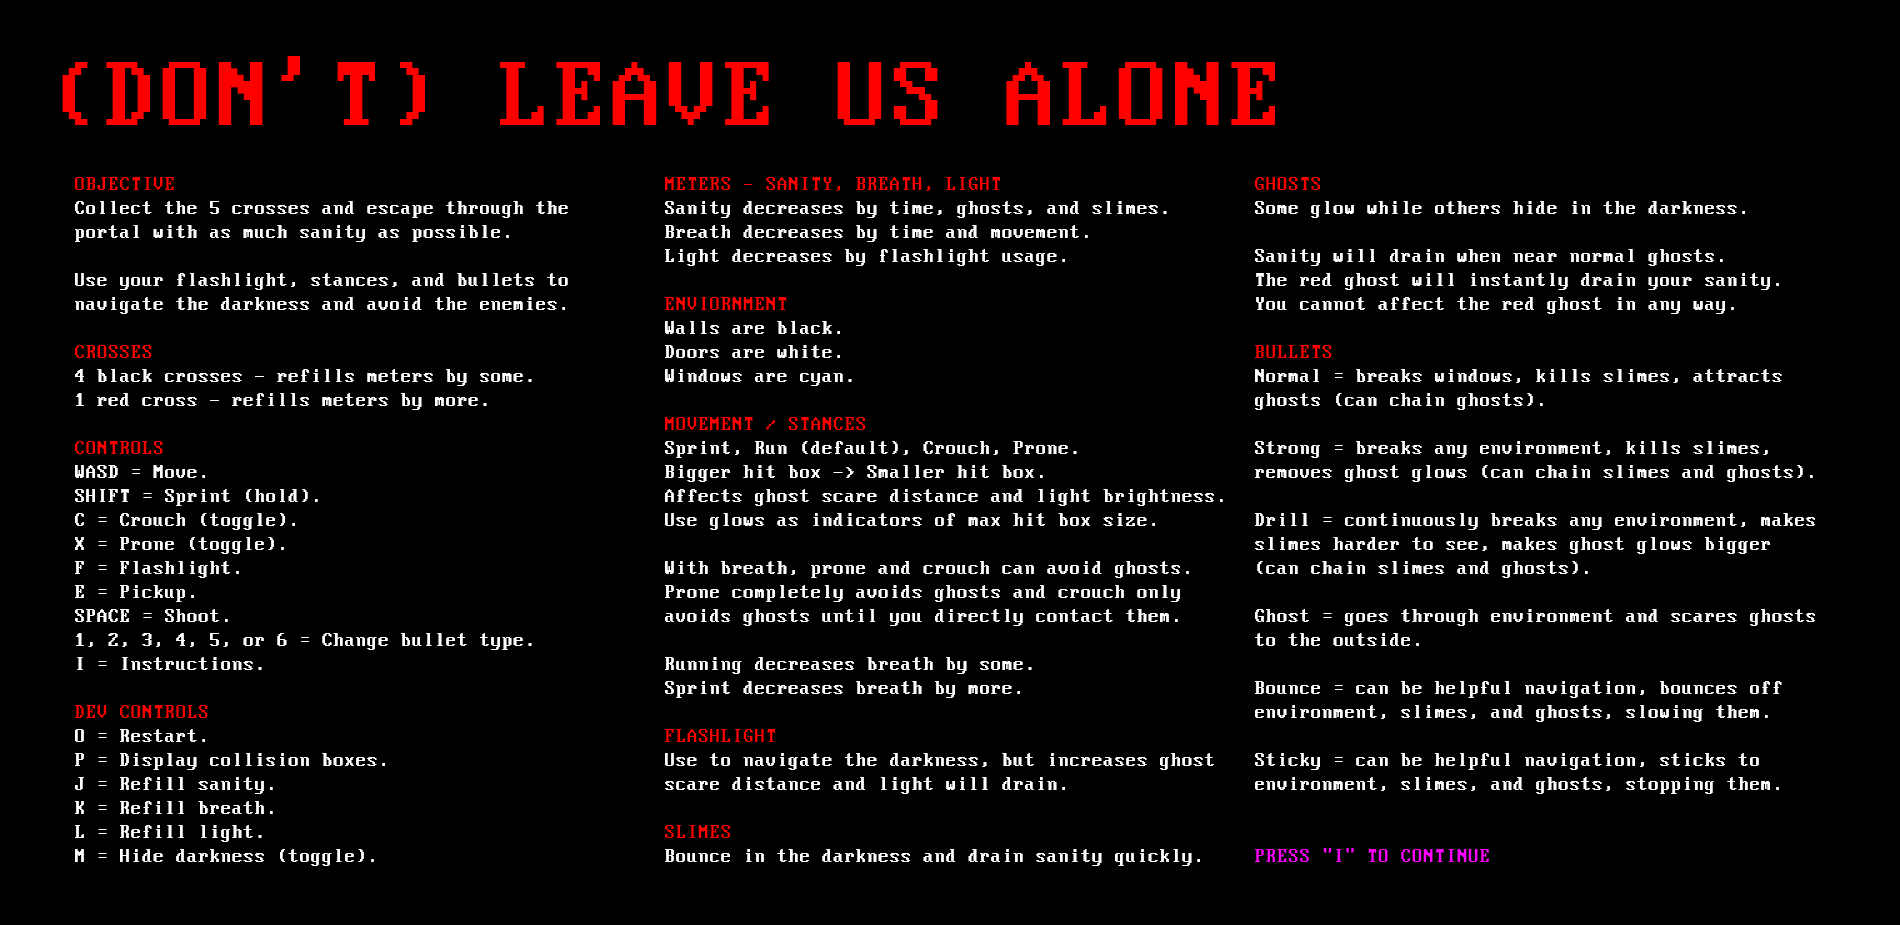 (DON'T) LEAVE US ALONE
OBJECTIVE
Collect the 5 crosses and escape through the
portal with as much sanity as possible.
Use your flashlight, stances, and bullets to
navigate the darkness and avoid the enemies.
CROSSES
4 black crosses - refills meters by some.
1 red cross - refills meters by more.
CONTROLS
WASD = Move.
SHIFT = Sprint (hold).
C = Crouch (toggle).
X = Prone (toggle).
F = Flashlight.
E = Pickup.
SPACE = Shoot.
1, 2, 3, 4, 5, or 6 = Change bullet type.
I = Instructions.
DEV CONTROLS
O = Restart.
P = Display collision boxes.
J = Refill sanity.
K = Refill breath.
L = Refill light.
M = Hide darkness (toggle).
METERS - SANITY, BREATH, LIGHT
Sanity decreases by time, ghosts, and slimes.
Breath decreases by time and movement.
Light decreases by flashlight usage.
ENVIORNMENT
Walls are black.
Doors are white.
Windows are cyan.
MOVEMENT / STANCES
Sprint, Run (default), Crouch, Prone.
Bigger hit box -> Smaller hit box.
Affects ghost scare distance and light brightness.
Use glows as indicators of max hit box size.
With breath, prone and crouch can avoid ghosts.
Prone completely avoids ghosts and crouch only
avoids ghosts until you directly contact them.
Running decreases breath by some.
Sprint decreases breath by more.
FLASHLIGHT
Use to navigate the darkness, but increases ghost
scare distance and light will drain.
SLIMES
Bounce in the darkness and drain sanity quickly.
GHOSTS
Some glow while others hide in the darkness.
Sanity will drain when near normal ghosts.
The red ghost will instantly drain your sanity.
You cannot affect the red ghost in any way.
BULLETS
Normal = breaks windows, kills slimes, attracts
ghosts (can chain ghosts).
Strong = breaks any environment, kills slimes,
removes ghost glows (can chain slimes and ghosts).
Drill = continuously breaks any environment, makes
slimes harder to see, makes ghost glows bigger
(can chain slimes and ghosts).
Ghost = goes through environment and scares ghosts
to the outside.
Bounce = can be helpful navigation, bounces off
environment, slimes, and ghosts, slowing them.
Sticky = can be helpful navigation, sticks to
environment, slimes, and ghosts, stopping them.
PRESS "I" TO CONTINUE